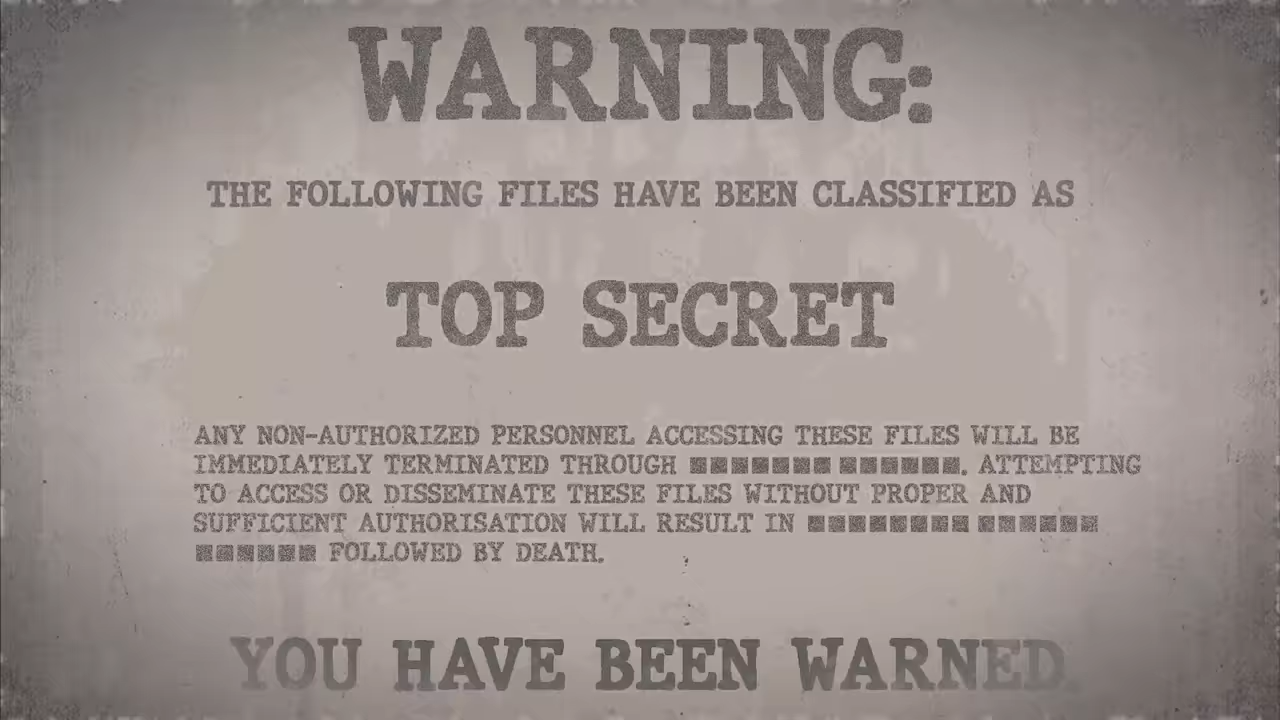 WARNING:
THE FOLLOWING FILES HAVE BEEN CLASSIFIED AS
TOP SECRET
ANY NON-AUTHORIZED PERSONNEL ACCESSING THESE FILES WILL BE
IMMEDIATELY TERMINATED THROUGH ■■■■■■■ ■■■■■■. ATTEMPTING
TO ACCESS OR DISSEMINATE THESE FILES WITHOUT PROPER AND
SUFFICIENT AUTHORISATION WILL RESULT IN ■■■■■■■■ ■■■■■■
■■■■■■ FOLLOWED BY DEATH.
YOU HAVE BEEN WARNED.